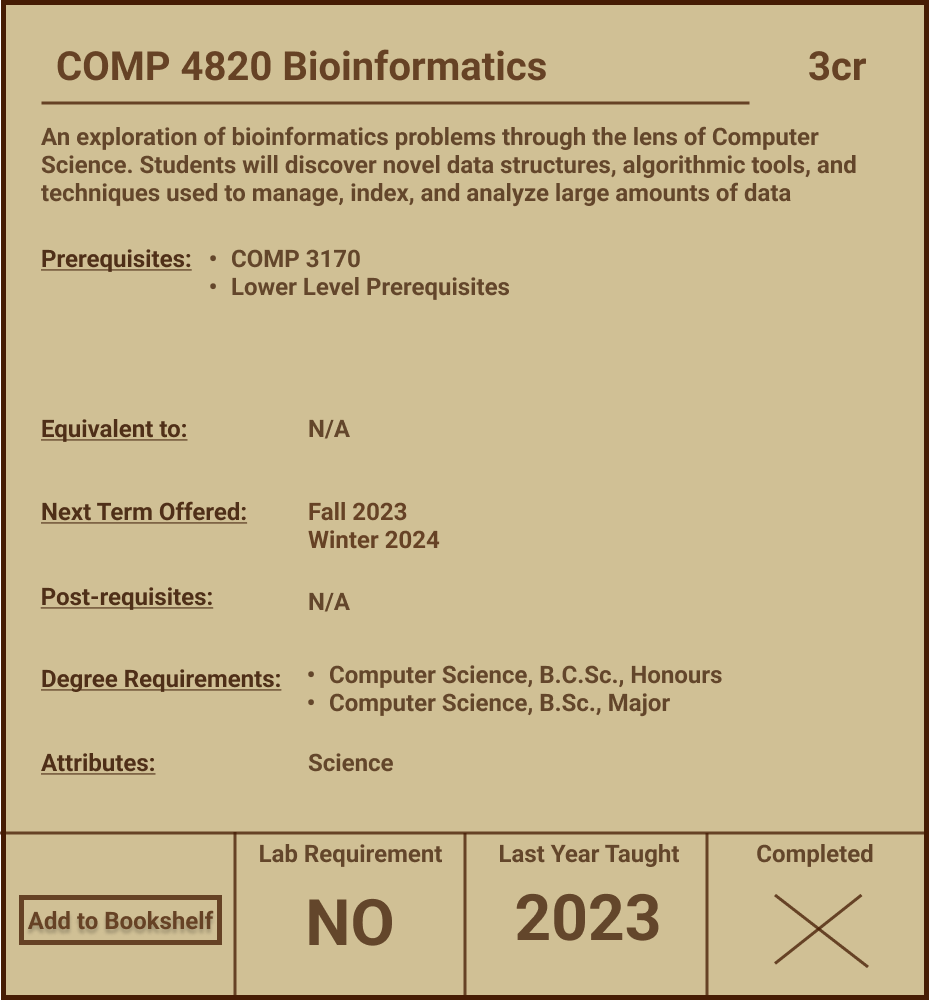 COMP 4820 Bioinformatics 3cr
An exploration of bioinformatics problems through the lens of Computer
Science. Students will discover novel data structures, algorithmic tools, and
techniques used to manage, index, and analyze large amounts of data
Prerequisites: • COMP 3170
• Lower Level Prerequisites
Equivalent to: N/A
Next Term Offered: Fall 2023
Winter 2024
Post-requisites: N/A
Degree Requirements: • Computer Science, B.C.Sc., Honours
• Computer Science, B.Sc., Major
Attributes: Science
Lab Requirement Last Year Taught Completed
Add to Bookshelf NO 2023